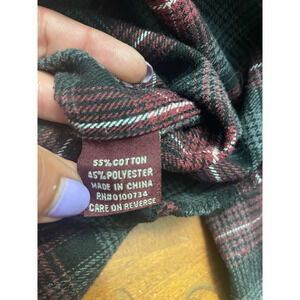 55% COTTON
45% POLYESTER
MADE IN CHINA
RN#0100734
CARE ON REVERSE